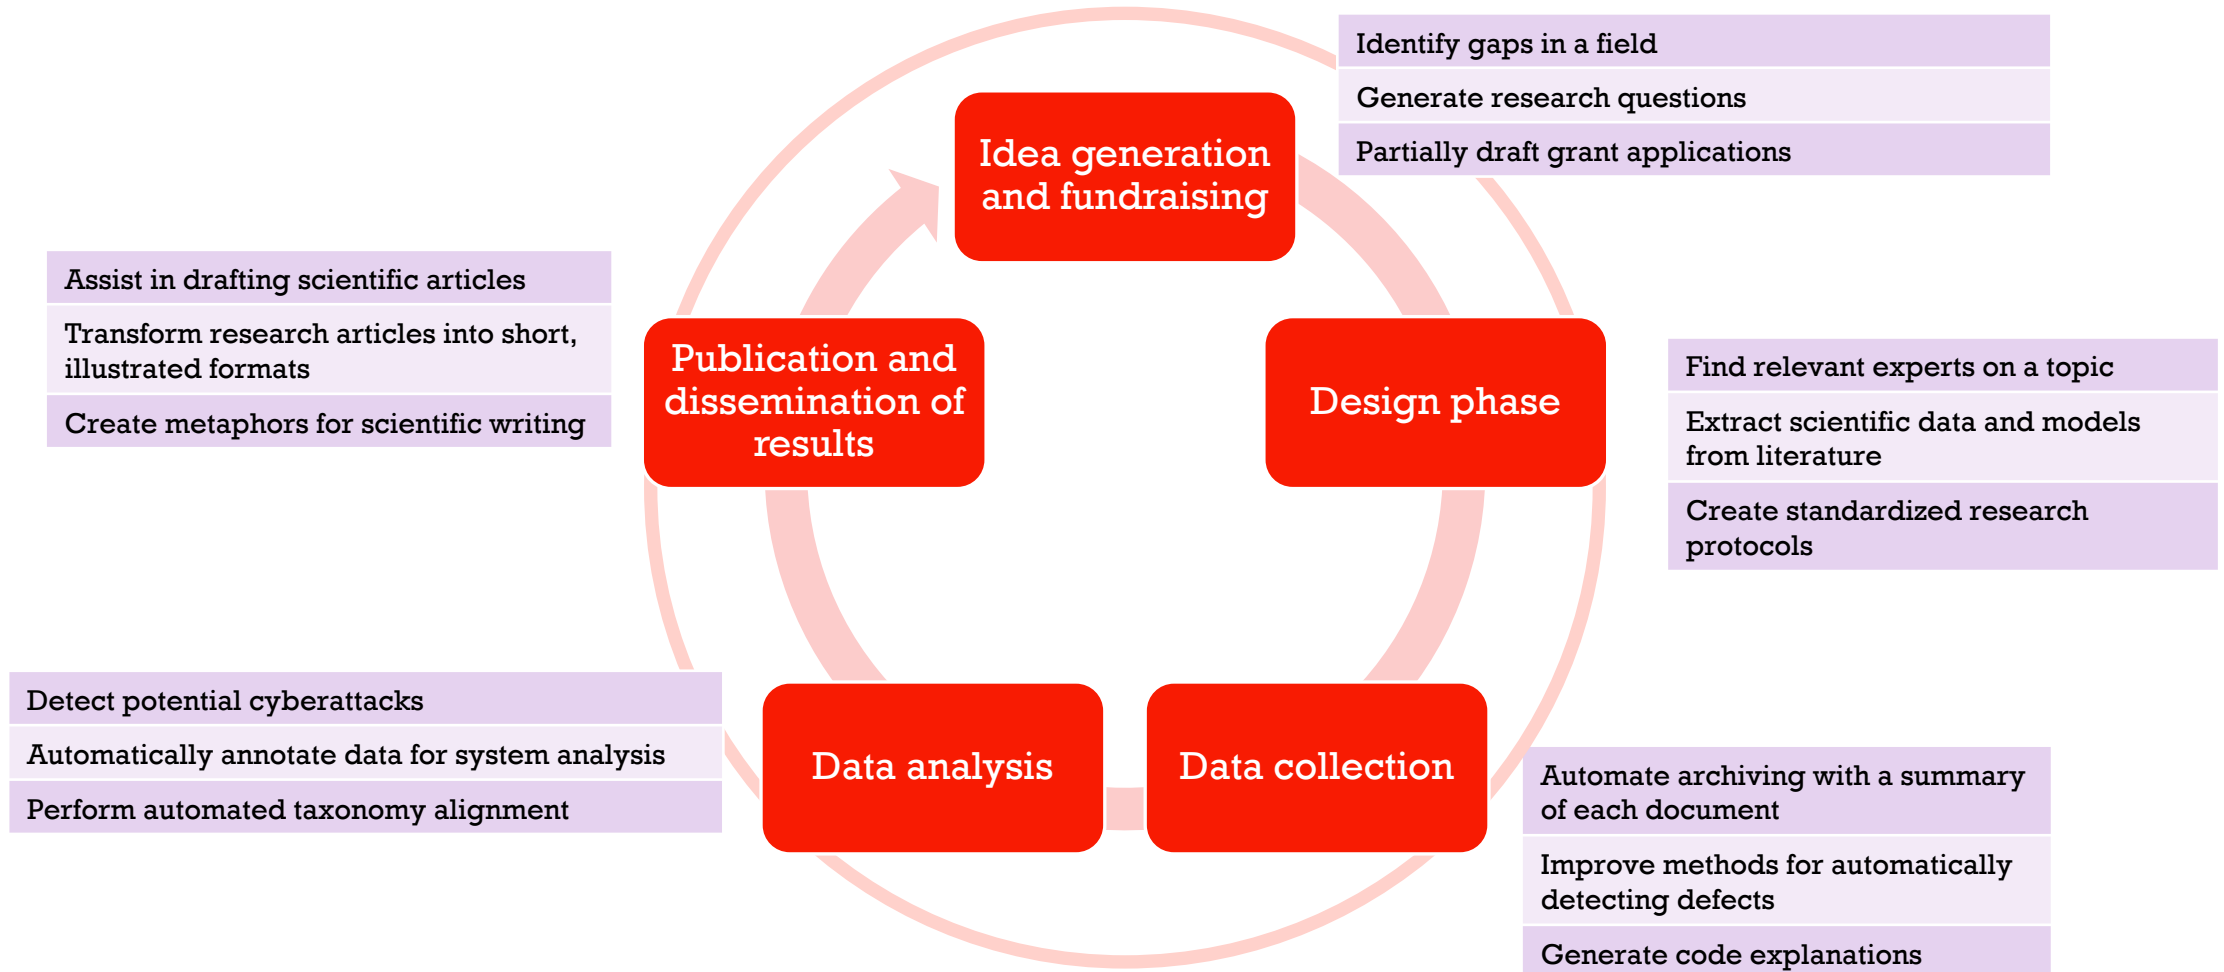 Identify gaps in a field
Generate research questions
Partially draft grant applications
Idea generation
and fundraising
Design phase
Find relevant experts on a topic
Extract scientific data and models
from literature
Create standardized research
protocols
Data collection
Automate archiving with a summary
of each document
Improve methods for automatically
detecting defects
Generate code explanations
Data analysis
Detect potential cyberattacks
Automatically annotate data for system analysis
Perform automated taxonomy alignment
Publication and
dissemination of
results
Assist in drafting scientific articles
Transform research articles into short,
illustrated formats
Create metaphors for scientific writing